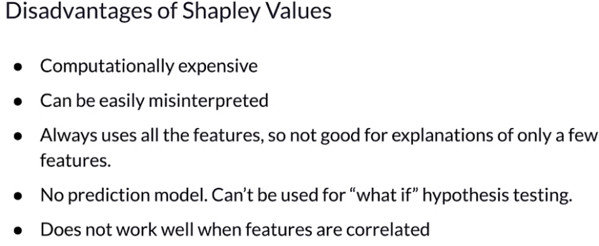 Disadvantages of Shapley Values
● Computationally expensive
● Can be easily misinterpreted
● Always uses all the features, so not good for explanations of only a few
features.
● No prediction model. Can't be used for “what if” hypothesis testing.
● Does not work well when features are correlated